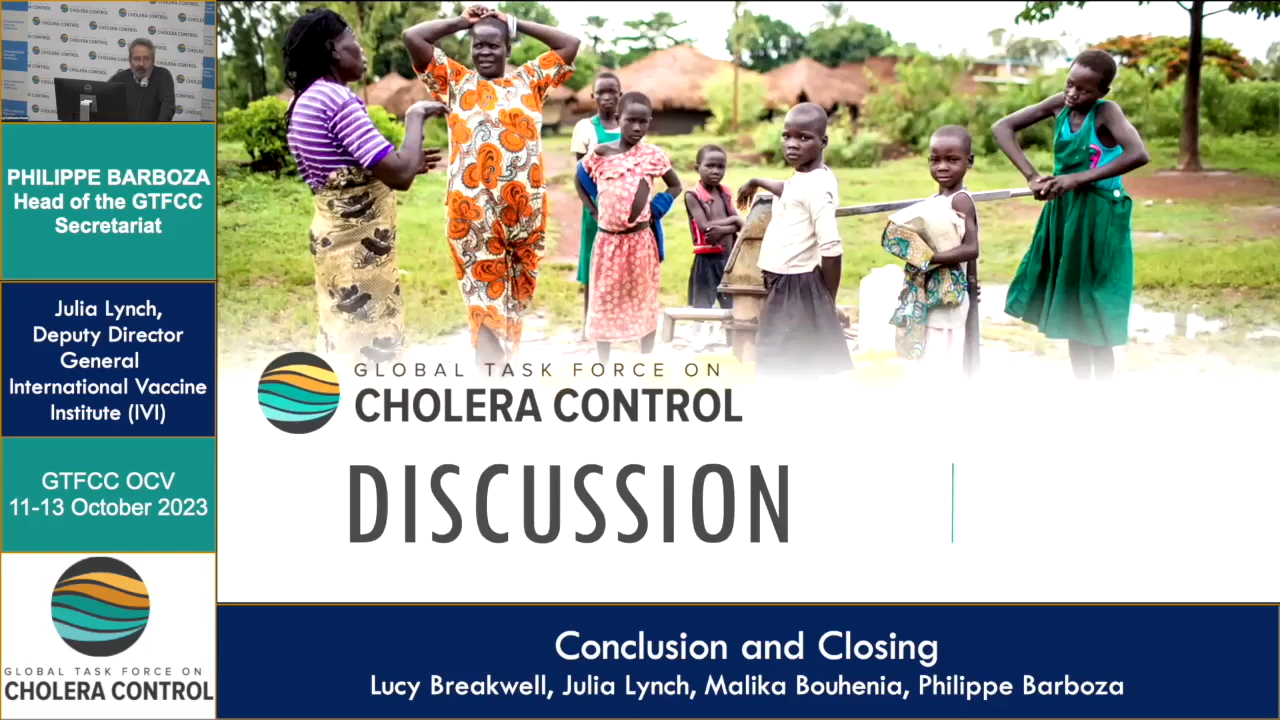 PHILIPPE BARBOZA
Head of the GTFCC
Secretariat
Julia Lynch,
Deputy Director
General
International Vaccine
Institute (IVI)
GTFCC OCV
11-13 October 2023
GLOBAL TASK FORCE ON
CHOLERA CONTROL
GLOBAL TASK FORCE ON
CHOLERA CONTROL
DISCUSSION
Conclusion and Closing
Lucy Breakwell, Julia Lynch, Malika Bouhenia, Philippe Barboza